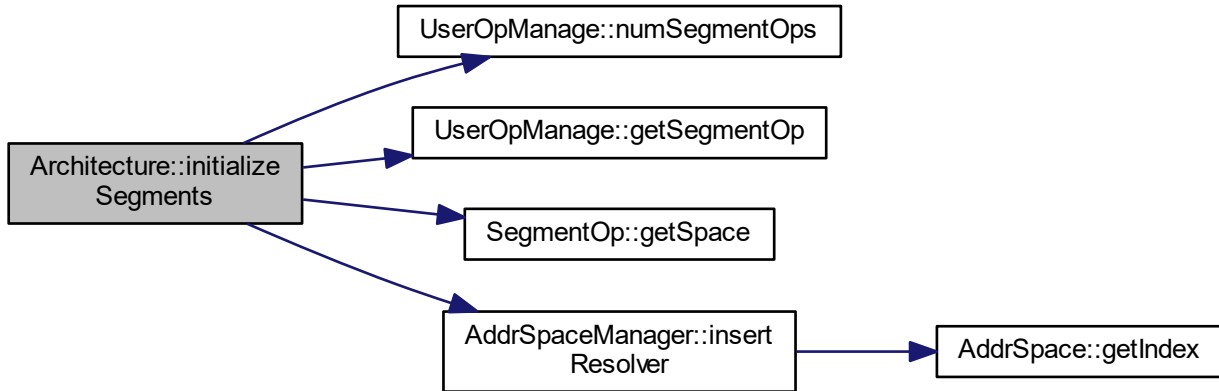 UserOpManage::numSegmentOps
UserOpManage::getSegmentOp
Architecture::initialize
Segments
SegmentOp::getSpace
AddrSpaceManager::insert
Resolver
AddrSpace::getIndex